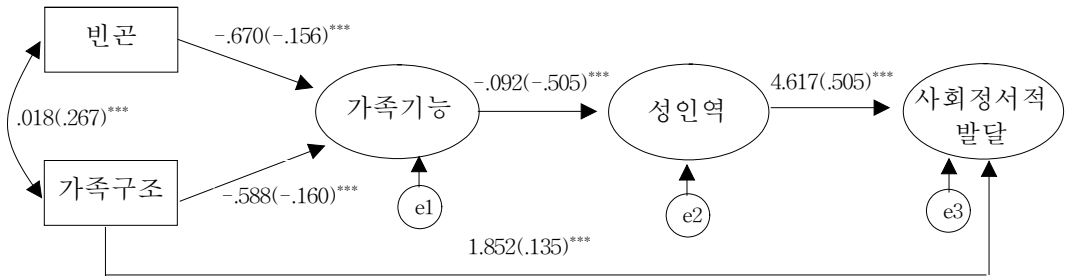 빈곤
-.670(-.156)***
.018(.267)***
가족구조
-.588(-.160)***
가족기능
-.092(-.505)***
성인역
4.617(.505)***
사회정서적
발달
e1
e2
e3
1.852(.135)***